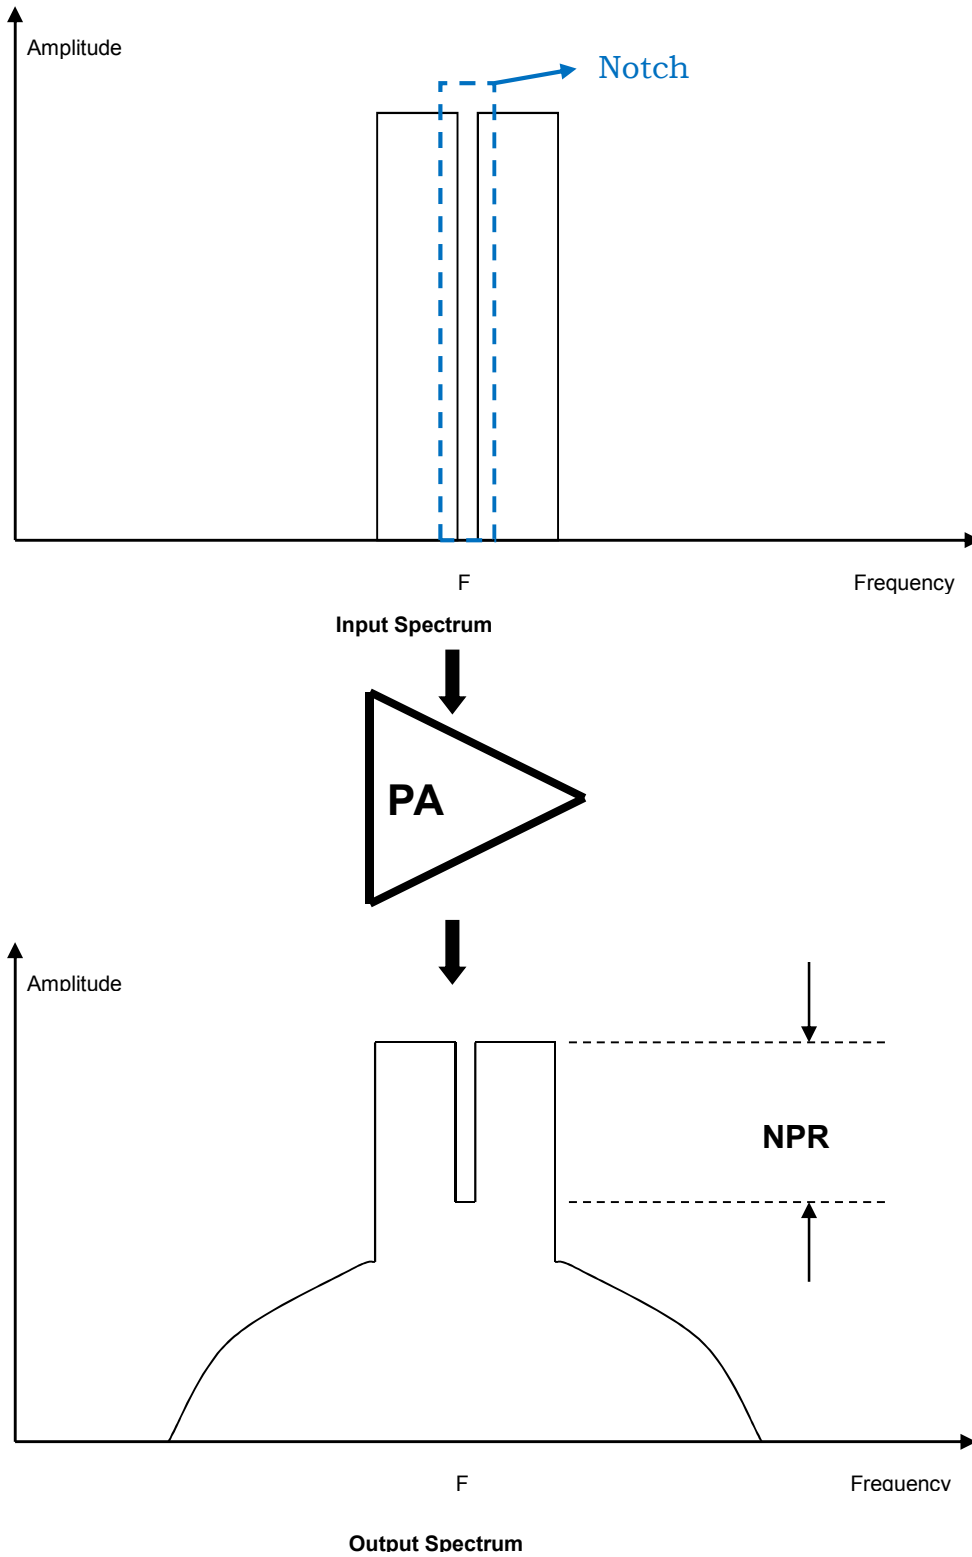 Amplitude
Notch
F
Frequency
Input Spectrum
PA
Amplitude
NPR
F
Frequency
Output Spectrum